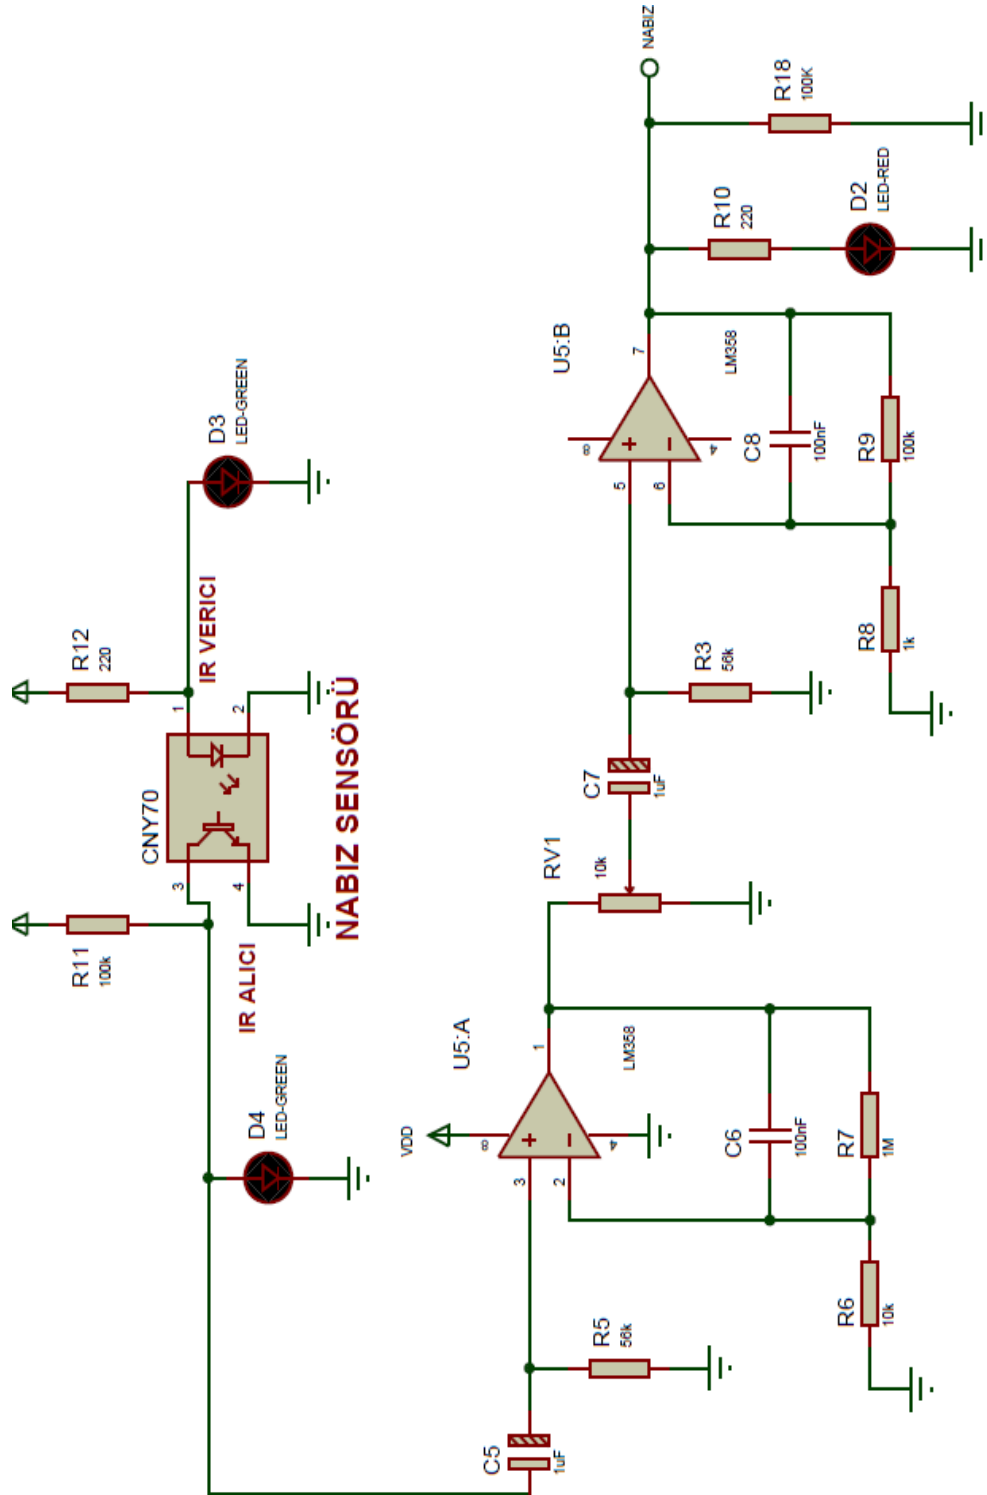 R11
100k
R12
220
CNY70
3
4
1
2
IR ALICI
IR VERICI
NABIZ SENSÖRÜ
D3
LED-GREEN
D4
LED-GREEN
C5
1uF
R5
56k
VDD
U5:A
3
2
8
4
1
LM358
C6
100nF
R7
1M
R6
10k
RV1
10k
C7
1uF
R3
56k
U5:B
5
6
8
4
7
LM358
C8
100nF
R9
100k
R8
1k
R10
220
D2
LED-RED
R18
100K
NABIZ